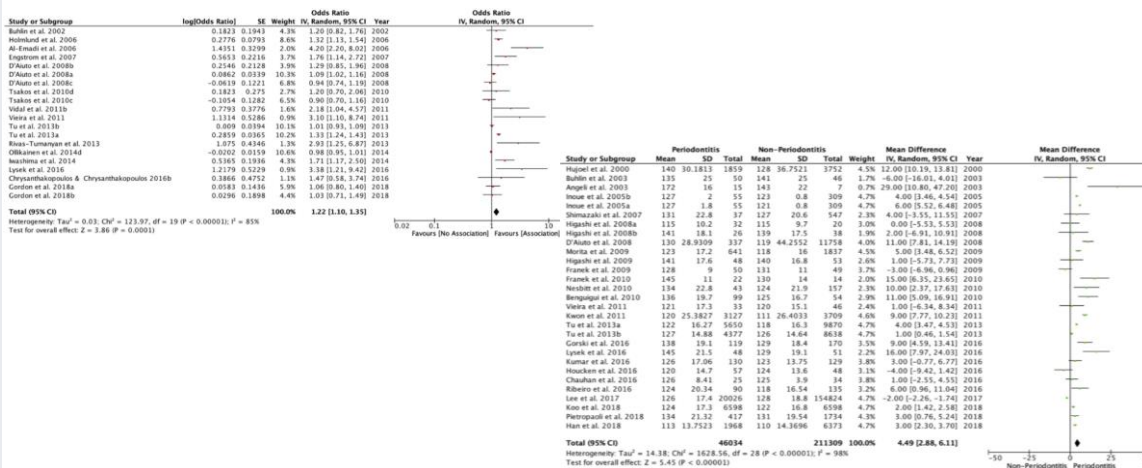 Odds Ratio Odds Ratio
Study or Subgroup log[Odds Ratio] SE Weight IV, Random, 95% CI Year IV, Random, 95% CI
Buhlin et al. 2002 0.1823 0.1943 4.3% 1.20 [0.82, 1.76] 2002
Holmlund et al. 2006 0.2776 0.0793 8.6% 1.32 [1.13, 1.54] 2006
Al-Emadi et al. 2006 1.4351 0.3299 2.0% 4.20 [2.20, 8.02] 2006
Engstrom et al. 2007 0.5653 0.2216 3.6% 1.76 [1.14, 2.72] 2007
D'Aiuto et al. 2008b 0.2546 0.2128 3.8% 1.29 [0.85, 1.96] 2008
D'Aiuto et al. 2008a 0.0862 0.0339 10.3% 1.09 [1.02, 1.16] 2008
D'Aiuto et al. 2008c -0.0619 0.1221 6.8% 0.94 [0.74, 1.19] 2008
Tsakos et al. 2010d 0.1823 0.275 2.6% 1.20 [0.70, 2.06] 2010
Tsakos et al. 2010c -0.1054 0.1282 6.5% 0.90 [0.70, 1.16] 2010
Vidal et al. 2011b 0.7793 0.3776 1.6% 2.18 [1.04, 4.57] 2011
Vieira et al. 2011 1.1314 0.5286 0.9% 3.10 [1.10, 8.74] 2011
Tu et al. 2013b 0.009 0.0394 10.1% 1.01 [0.93, 1.09] 2013
Tu et al. 2013a 0.2859 0.0365 10.2% 1.33 [1.24, 1.43] 2013
Rivas-Tumanyan et al. 2013 1.075 0.4346 1.3% 2.93 [1.25, 6.87] 2013
Ollikainen et al. 2014d -0.0202 0.0159 10.7% 0.98 [0.95, 1.01] 2014
Iwashima et al. 2014 0.5365 0.1936 4.3% 1.71 [1.17, 2.50] 2014
Lysek et al. 2016 1.2179 0.5229 0.9% 3.38 [1.21, 9.42] 2016
Chrysanthakopoulos & Chrysanthakopoulos 2016b 0.3866 0.4752 1.1% 1.47 [0.58, 3.74] 2016
Gordon et al. 2018a 0.0583 0.1436 5.9% 1.06 [0.80, 1.40] 2018
Gordon et al. 2018b 0.0296 0.1898 4.4% 1.03 [0.71, 1.49] 2018
Total (95% CI) 100.0% 1.22 [1.10, 1.35]
Heterogeneity: Tau² = 0.03; Chi² = 123.97, df = 19 (P < 0.00001); I² = 85%
Test for overall effect: Z = 3.86 (P = 0.0001)
0.02 0.1 1 10
Favours [No Association] Favours [Association]
Periodontitis Non-Periodontitis Mean Difference Mean Difference
Study or Subgroup Mean SD Total Mean SD Total Weight IV, Random, 95% CI Year IV, Random, 95% CI
Hujoel et al. 2000 140 30.1813 1859 128 36.7521 3752 4.6% 12.00 [10.19, 13.81] 2000
Buhlin et al. 2003 135 25 50 141 25 46 -6.00 [-16.01, 4.01] 2003
Angeli et al. 2003 172 16 15 143 22 7 29.00 [10.80, 47.20] 2003
Inoue et al. 2005b 127 2 55 123 0.8 309 4.00 [3.46, 4.54] 2005
Inoue et al. 2005a 127 1.8 55 121 0.8 309 6.00 [5.52, 6.48] 2005
Shimazaki et al. 2007 131 22.8 37 127 20.6 547 4.00 [-3.55, 11.55] 2007
Higashi et al. 2008a 115 10.2 32 115 9.7 20 0.00 [-5.53, 5.53] 2008
Higashi et al. 2008b 141 18.1 26 139 17.5 38 2.00 [-6.91, 10.91] 2008
D'Aiuto et al. 2008 130 28.9309 337 119 44.2552 11758 4.4% 11.00 [7.81, 14.19] 2008
Morita et al. 2009 123 17.2 641 118 16 1837 4.7% 5.00 [3.48, 6.52] 2009
Higashi et al. 2009 141 17.6 48 140 16.8 53 1.00 [-5.73, 7.73] 2009
Franek et al. 2009 128 9 50 131 11 49 -3.00 [-6.96, 0.96] 2009
Franek et al. 2010 145 11 22 130 14 14 15.00 [6.35, 23.65] 2010
Nesbitt et al. 2010 134 22.8 43 124 21.9 157 10.00 [2.37, 17.63] 2010
Benguigui et al. 2010 136 19.7 99 125 16.7 54 11.00 [5.09, 16.91] 2010
Vieira et al. 2011 121 17.3 33 120 15.1 46 1.00 [-6.34, 8.34] 2011
Kwon et al. 2011 120 25.3827 3127 111 26.4033 3709 4.7% 9.00 [7.77, 10.23] 2011
Tu et al. 2013a 122 16.27 5650 118 16.3 9870 4.00 [3.47, 4.53] 2013
Tu et al. 2013b 127 14.88 4377 126 14.64 8638 1.00 [0.46, 1.54] 2013
Gorski et al. 2016 138 19.1 119 129 18.4 170 9.00 [4.59, 13.41] 2016
Lysek et al. 2016 145 21.5 48 129 19.1 51 16.00 [7.97, 24.03] 2016
Kumar et al. 2016 126 17.06 130 123 13.75 129 3.00 [-0.77, 6.77] 2016
Houcken et al. 2016 120 14.7 57 124 13.6 48 -4.00 [-9.42, 1.42] 2016
Chauhan et al. 2016 126 8.41 25 125 3.9 34 1.00 [-2.55, 4.55] 2016
Ribeiro et al. 2016 124 20.34 90 118 16.54 135 6.00 [0.96, 11.04] 2016
Lee et al. 2017 126 17.4 20026 128 18.8 154824 -2.00 [-2.26, -1.74] 2017
Koo et al. 2018 124 17.3 6598 122 16.8 6598 2.00 [1.42, 2.58] 2018
Pietropaoli et al. 2018 134 21.32 417 131 19.54 1734 3.00 [0.76, 5.24] 2018
Han et al. 2018 113 13.7523 1968 110 14.3696 6373 3.00 [2.30, 3.70] 2018
Total (95% CI) 46034 211309 100.0% 4.49 [2.88, 6.11]
Heterogeneity: Tau² = 14.38; Chi² = 1628.56, df = 28 (P < 0.00001); I² = 98%
Test for overall effect: Z = 5.45 (P < 0.00001)
-50 -25 0 25
Non-Periodontitis Periodontitis